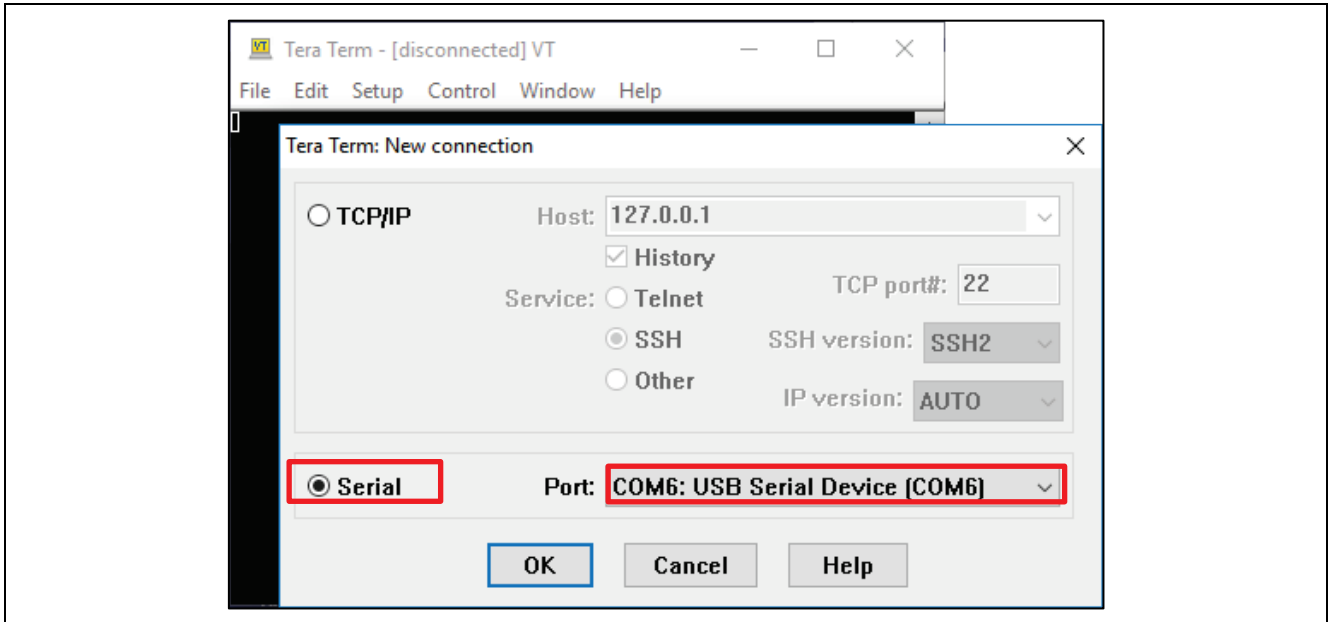 VT Tera Term - [disconnected] VT
File Edit Setup Control Window Help
Tera Term: New connection
TCP/IP Host: 127.0.0.1
History
Service: Telnet TCP port#: 22
SSH SSH version: SSH2
Other IP version: AUTO
Serial Port: COM6: USB Serial Device (COM6)
OK Cancel Help